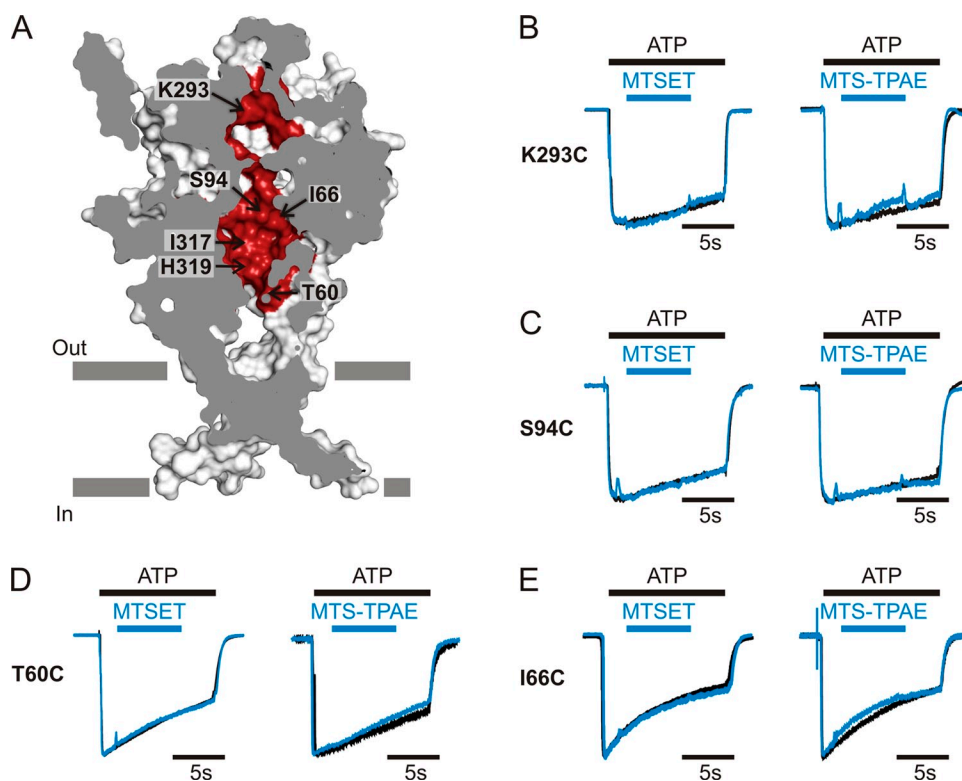 A
K293
S94
I66
I317
H319
T60
Out
In
B
ATP
MTSET
ATP
MTS-TPAE
K293C
5s
5s
C
ATP
MTSET
ATP
MTS-TPAE
S94C
5s
5s
D
ATP
MTSET
ATP
MTS-TPAE
T60C
5s
5s
E
ATP
MTSET
ATP
MTS-TPAE
I66C
5s
5s